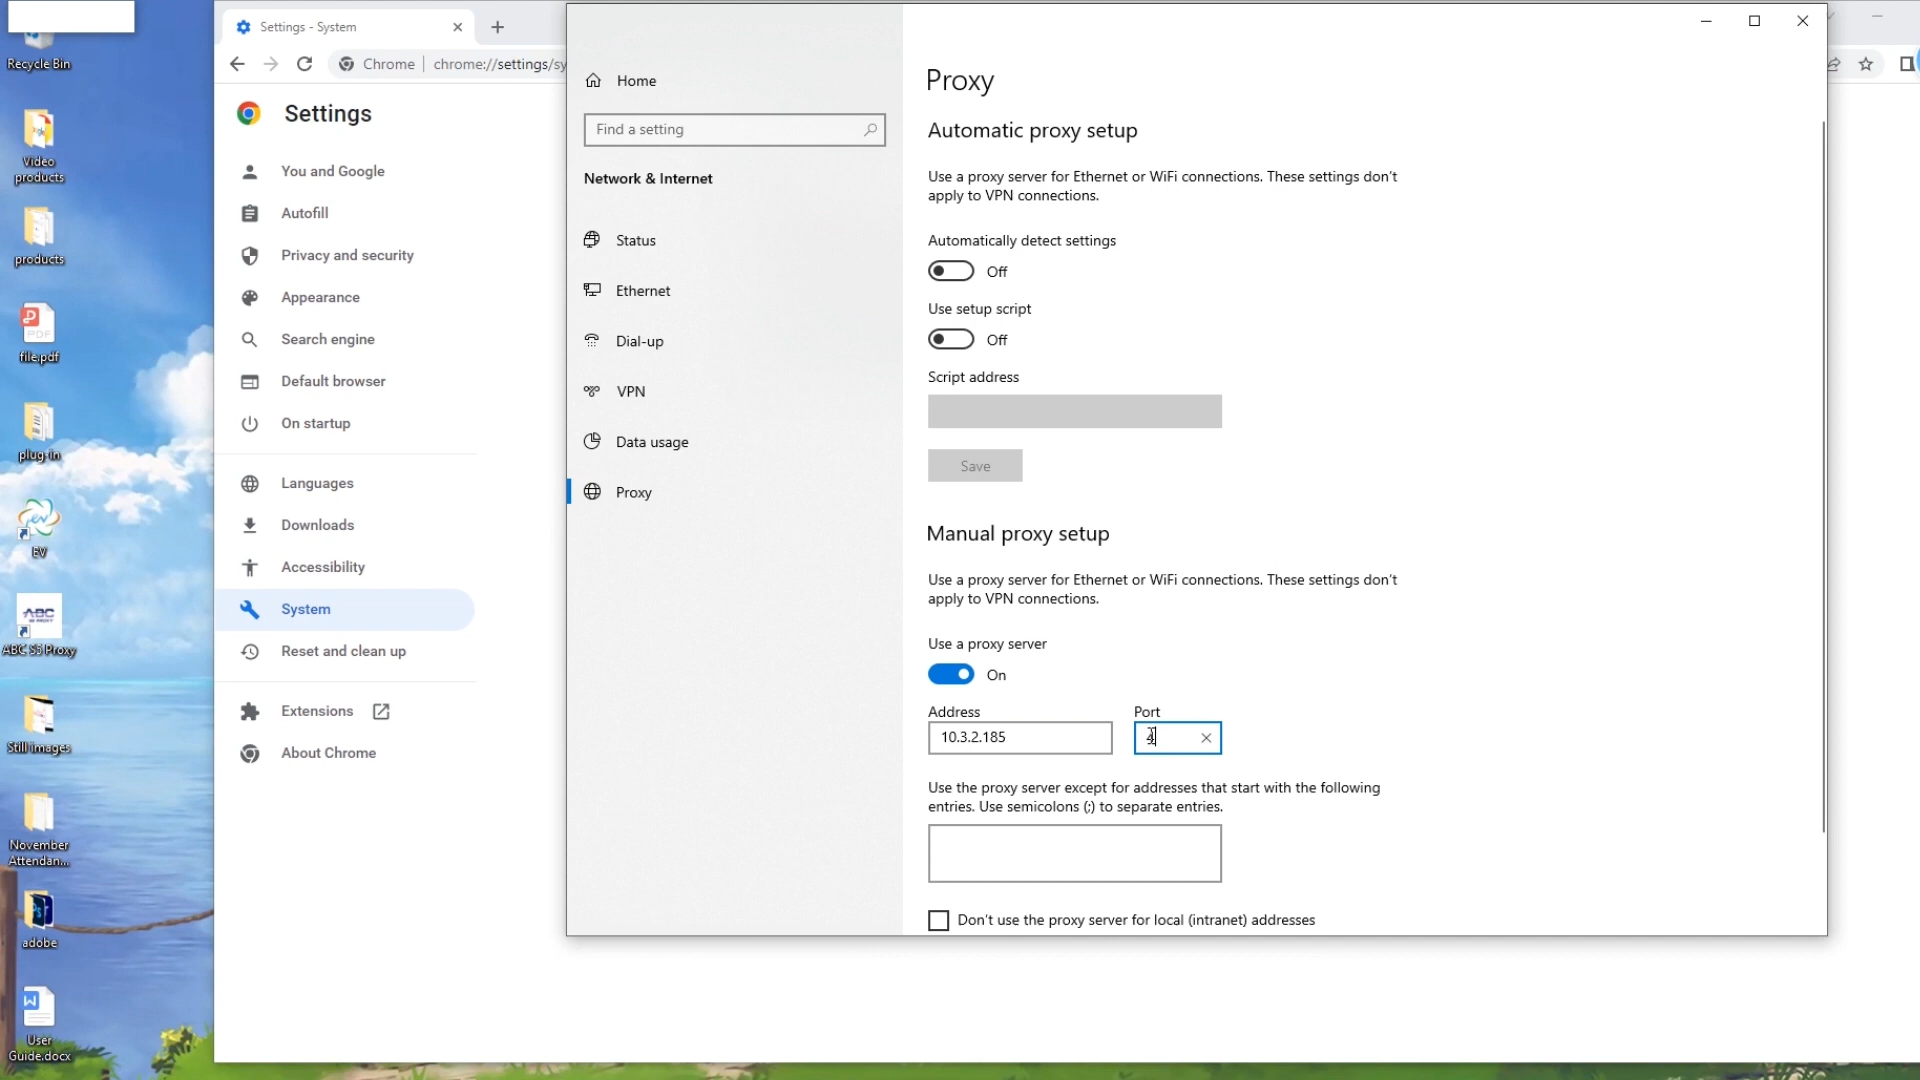 Recycle Bin
Video
products
products
file.pdf
plug-in
EV
ABC
S5 PROXY
ABC S5 Proxy
Still images
November
Attendan...
adobe
User
Guide.docx
Settings - System
Chrome
chrome://settings/sy
Settings
You and Google
Autofill
Privacy and security
Appearance
Search engine
Default browser
On startup
Languages
Downloads
Accessibility
System
Reset and clean up
Extensions
About Chrome
Home
Find a setting
Network & Internet
Status
Ethernet
Dial-up
VPN
Data usage
Proxy
Proxy
Automatic proxy setup
Use a proxy server for Ethernet or WiFi connections. These settings don't
apply to VPN connections.
Automatically detect settings
Off
Use setup script
Off
Script address
Save
Manual proxy setup
Use a proxy server for Ethernet or WiFi connections. These settings don't
apply to VPN connections.
Use a proxy server
On
Address
Port
10.3.2.185
Use the proxy server except for addresses that start with the following
entries. Use semicolons (;) to separate entries.
Don't use the proxy server for local (intranet) addresses